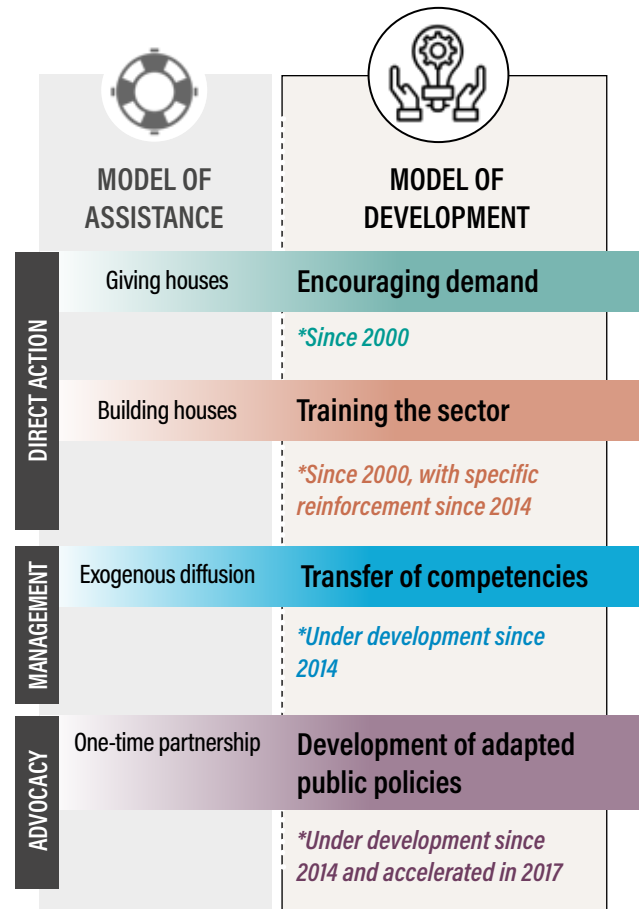 MODEL OF
ASSISTANCE
MODEL OF
DEVELOPMENT
DIRECT ACTION
Giving houses
Encouraging demand
*Since 2000
Building houses
Training the sector
*Since 2000, with specific
reinforcement since 2014
MANAGEMENT
Exogenous diffusion
Transfer of competencies
*Under development since
2014
ADVOCACY
One-time partnership
Development of adapted
public policies
*Under development since
2014 and accelerated in 2017